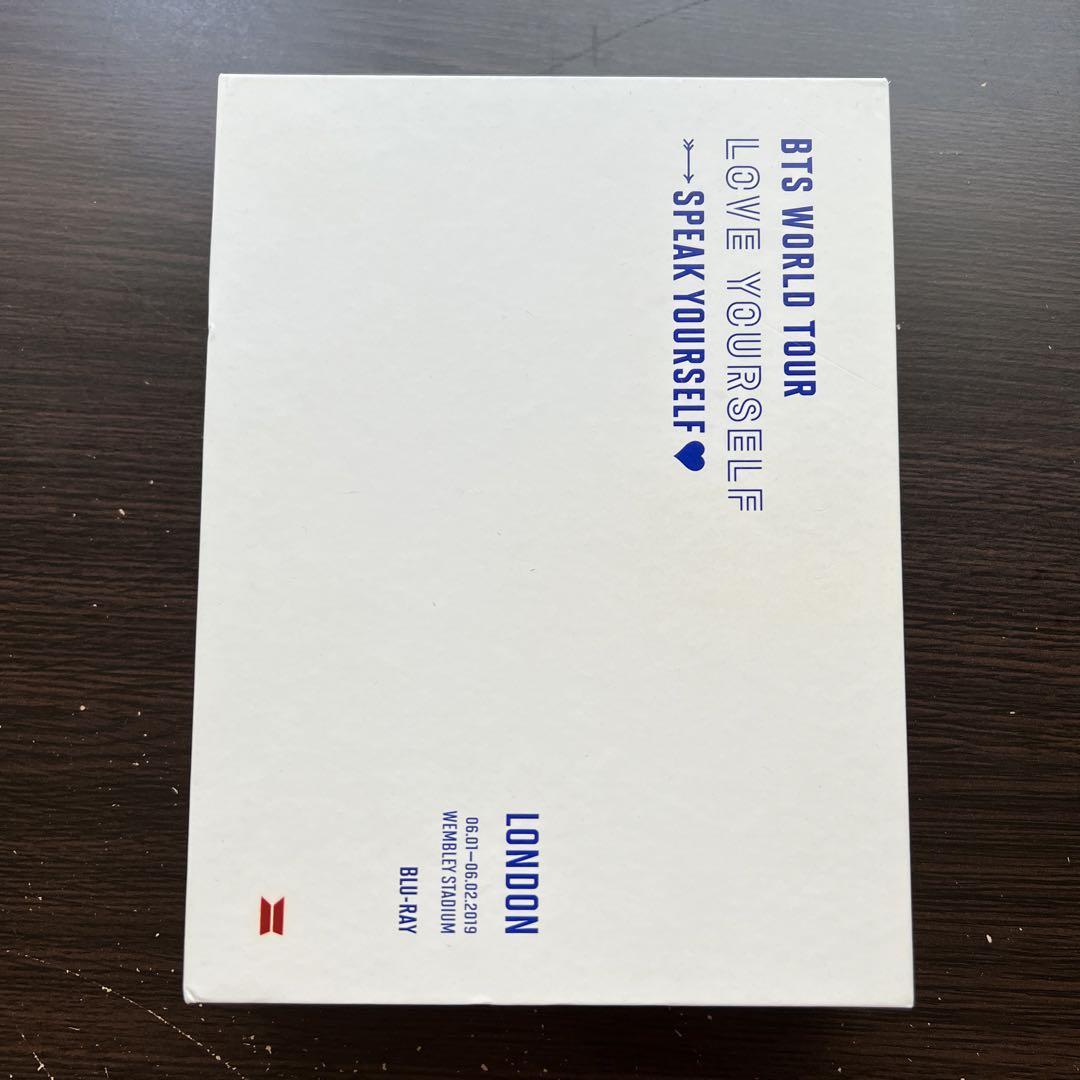 BTS WORLD TOUR
LOVE YOURSELF
SPEAK YOURSELF
LONDON
06.01—06.02.2019
WEMBLEY STADIUM
BLU-RAY